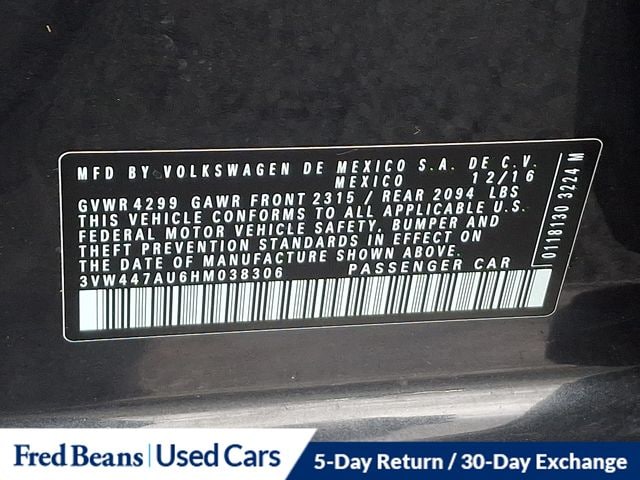 MFD BY VOLKSWAGEN DE MEXICO S.A. DE C.V.
MEXICO 12/16
GVWR 4299 GAWR FRONT 2315 / REAR 2094 LBS
THIS VEHICLE CONFORMS TO ALL APPLICABLE U.S.
FEDERAL MOTOR VEHICLE SAFETY, BUMPER AND
THEFT PREVENTION STANDARDS IN EFFECT ON
THE DATE OF MANUFACTURE SHOWN ABOVE.
3VW447AU6HM038306 PASSENGER CAR
0118130 3224 M
Fred Beans | Used Cars
5-Day Return / 30-Day Exchange